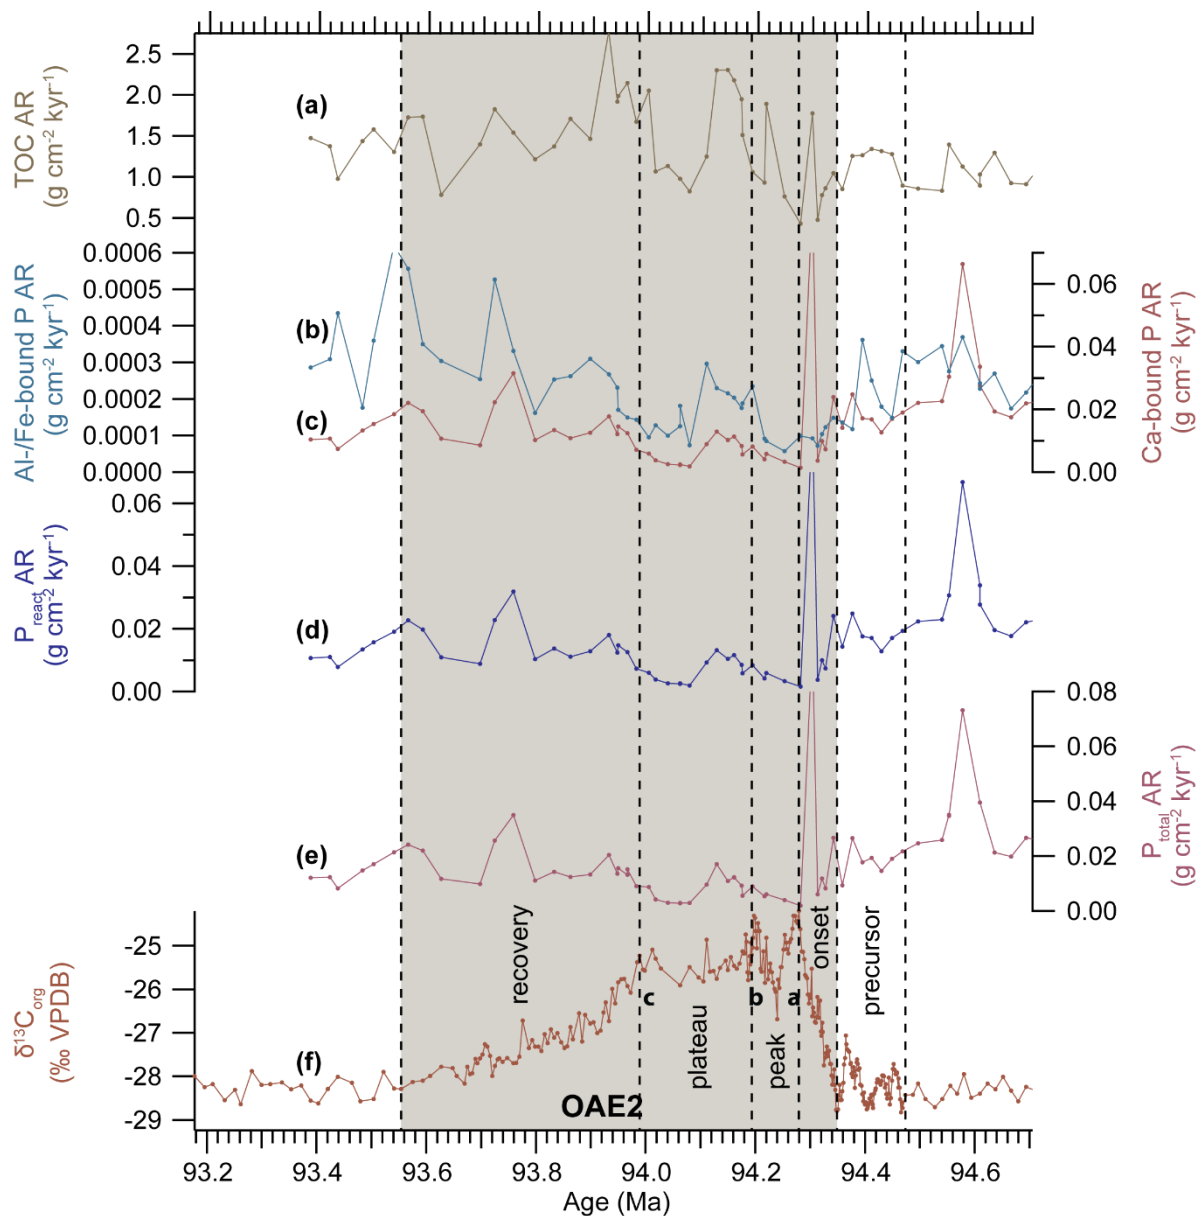 (a)
TOC AR
(g cm⁻² kyr⁻¹)
2.5
2.0
1.5
1.0
0.5
(b)
Al-/Fe-bound P AR
(g cm⁻² kyr⁻¹)
0.0006
0.0005
0.0004
0.0003
0.0002
0.0001
0.0000
(c)
Ca-bound P AR
(g cm⁻² kyr⁻¹)
0.06
0.04
0.02
0.00
(d)
P_react AR
(g cm⁻² kyr⁻¹)
0.06
0.04
0.02
0.00
(e)
P_total AR
(g cm⁻² kyr⁻¹)
0.08
0.06
0.04
0.02
0.00
(f)
δ¹³C_org
(‰ VPDB)
-25
-26
-27
-28
-29
recovery
c
plateau
b
peak
a
onset
precursor
OAE2
93.2 93.4 93.6 93.8 94.0 94.2 94.4 94.6
Age (Ma)